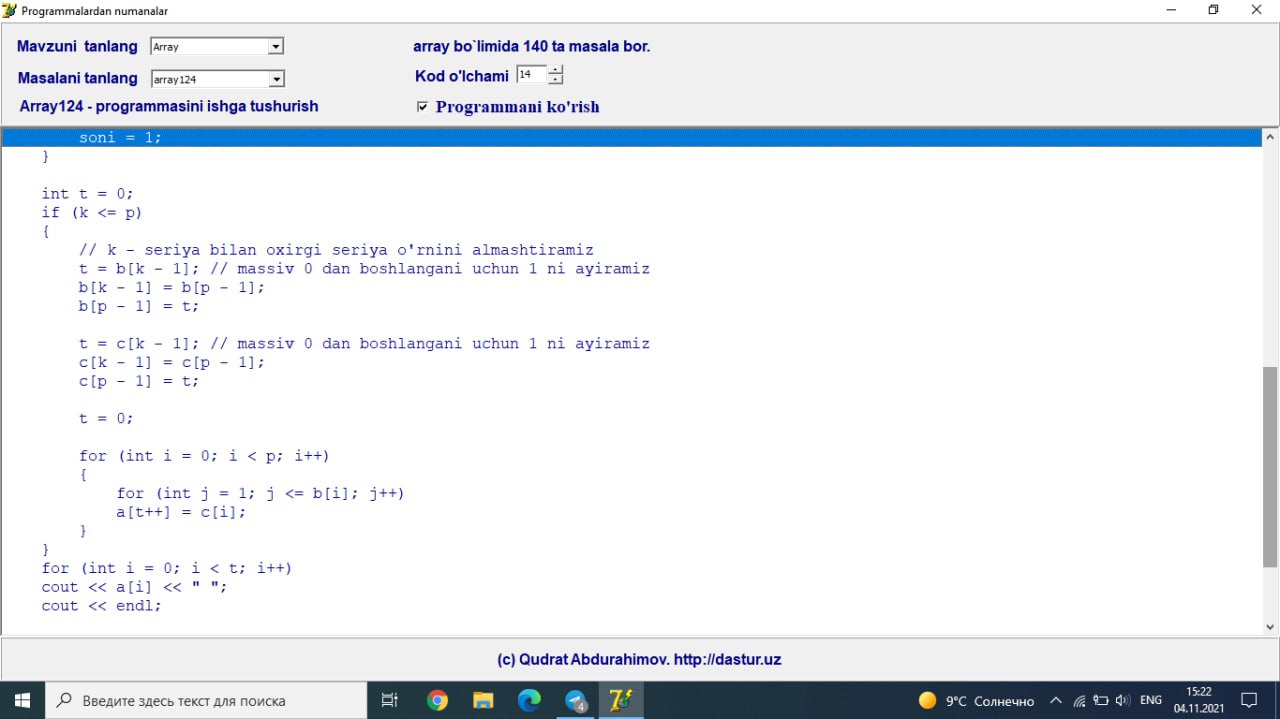 Programmalardan numanalar
Mavzuni tanlang Array array bo`limida 140 ta masala bor.
Masalani tanlang array124 Kod o'lchami 14
Array124 - programmasini ishga tushurish Programmani ko'rish
soni = 1;
}
int t = 0;
if (k <= p)
{
// k - seriya bilan oxirgi seriya o'rnini almashtiramiz
t = b[k - 1]; // massiv 0 dan boshlangani uchun 1 ni ayiramiz
b[k - 1] = b[p - 1];
b[p - 1] = t;
t = c[k - 1]; // massiv 0 dan boshlangani uchun 1 ni ayiramiz
c[k - 1] = c[p - 1];
c[p - 1] = t;
t = 0;
for (int i = 0; i < p; i++)
{
for (int j = 1; j <= b[i]; j++)
a[t++] = c[i];
}
}
for (int i = 0; i < t; i++)
cout << a[i] << " ";
cout << endl;
(c) Qudrat Abdurahimov. http://dastur.uz
Введите здесь текст для поиска 4 9°C Солнечно ENG 15:22
04.11.2021